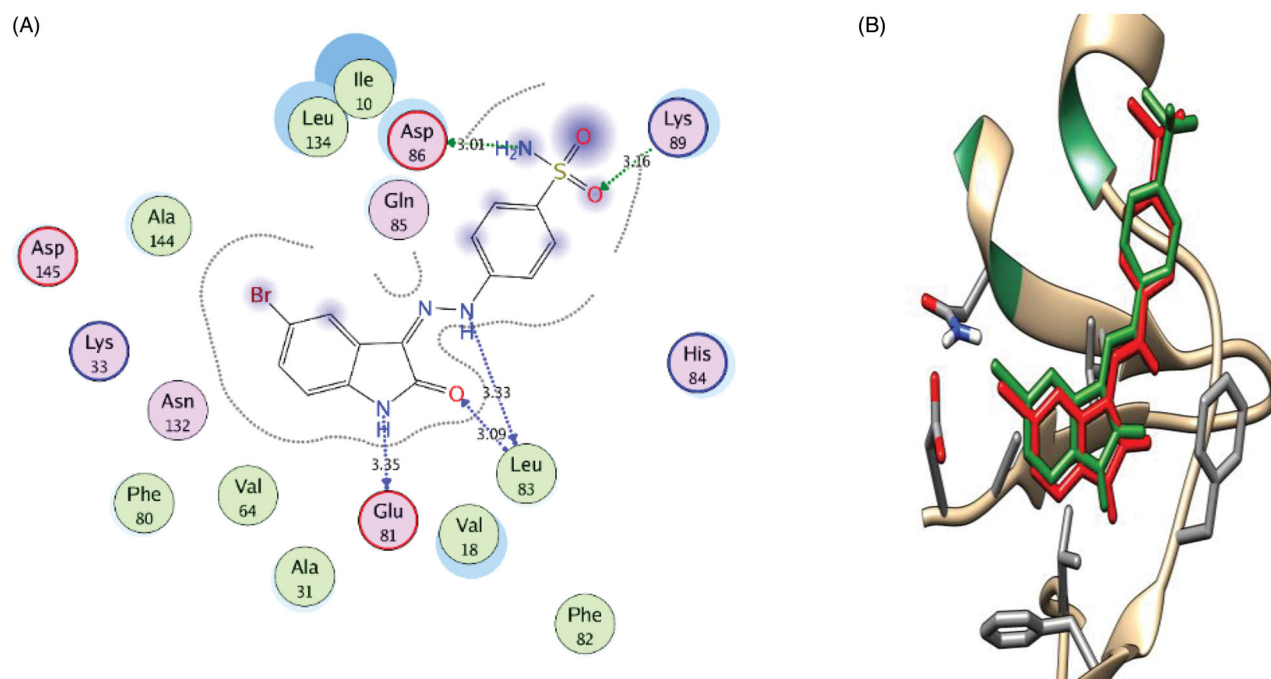 (A)
(B)
Ile
10
Leu
134
Asp
86
3.01
H₂N
O
S
O
3.16
Lys
89
Gln
85
Ala
144
Asp
145
Br
N
N
H
Lys
33
His
84
Asn
132
O
N
H
3.33
3.09
3.35
Leu
83
Phe
80
Val
64
Glu
81
Val
18
Ala
31
Phe
82